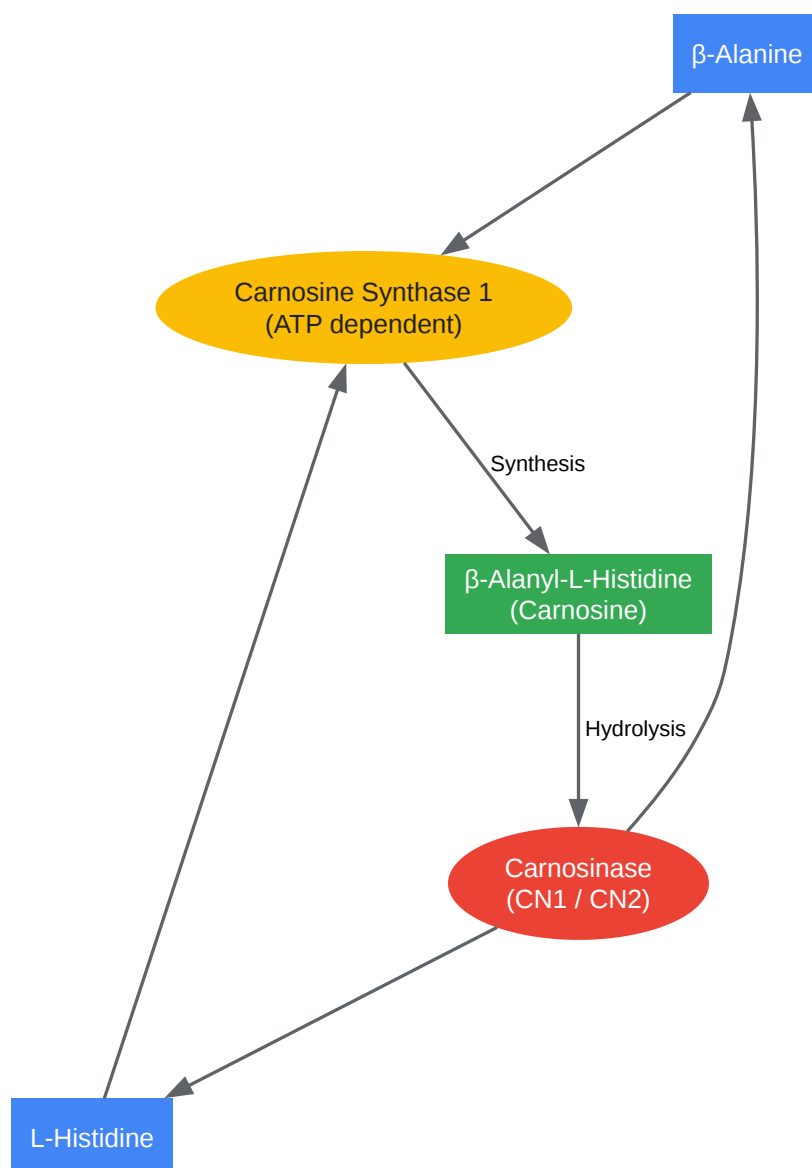 β-Alanine
Carnosine Synthase 1
(ATP dependent)
Synthesis
β-Alanyl-L-Histidine
(Carnosine)
Hydrolysis
Carnosinase
(CN1 / CN2)
L-Histidine